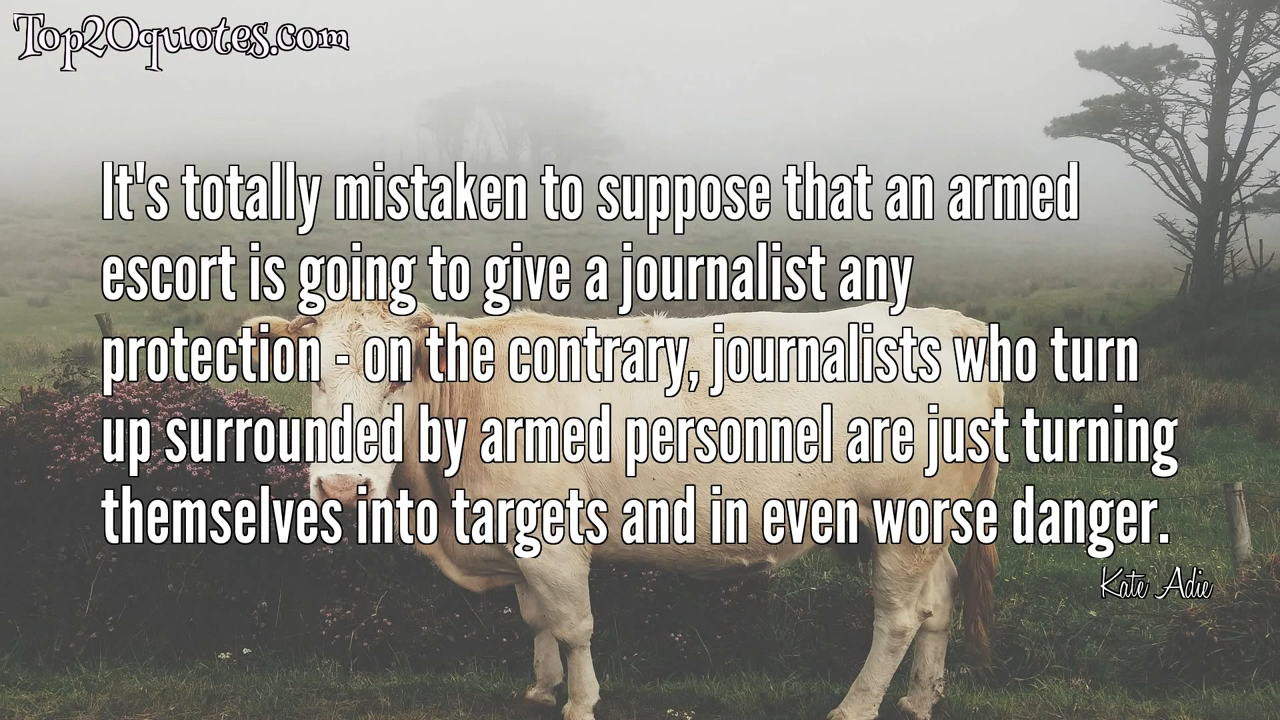 Top20quotes.com
It's totally mistaken to suppose that an armed
escort is going to give a journalist any
protection - on the contrary, journalists who turn
up surrounded by armed personnel are just turning
themselves into targets and in even worse danger.
Kate Adie